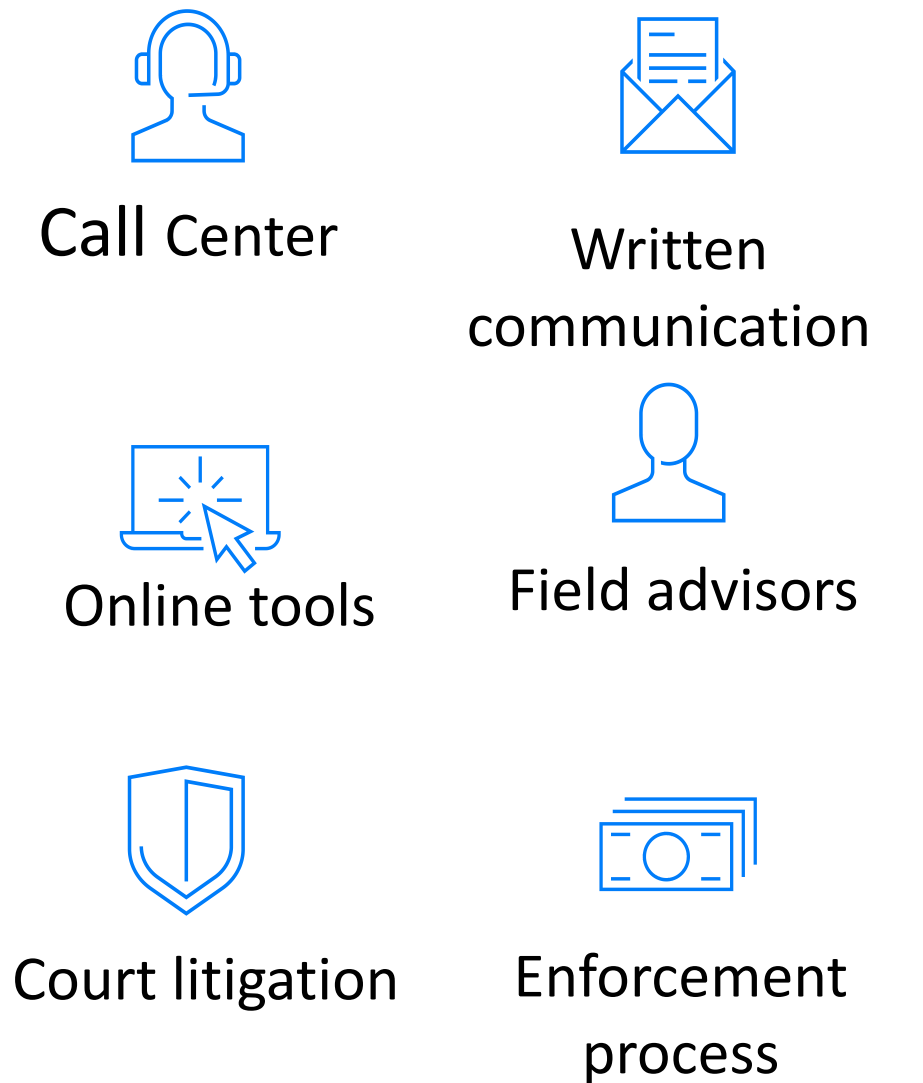 Call Center
Written
communication
Online tools
Field advisors
Court litigation
Enforcement
process